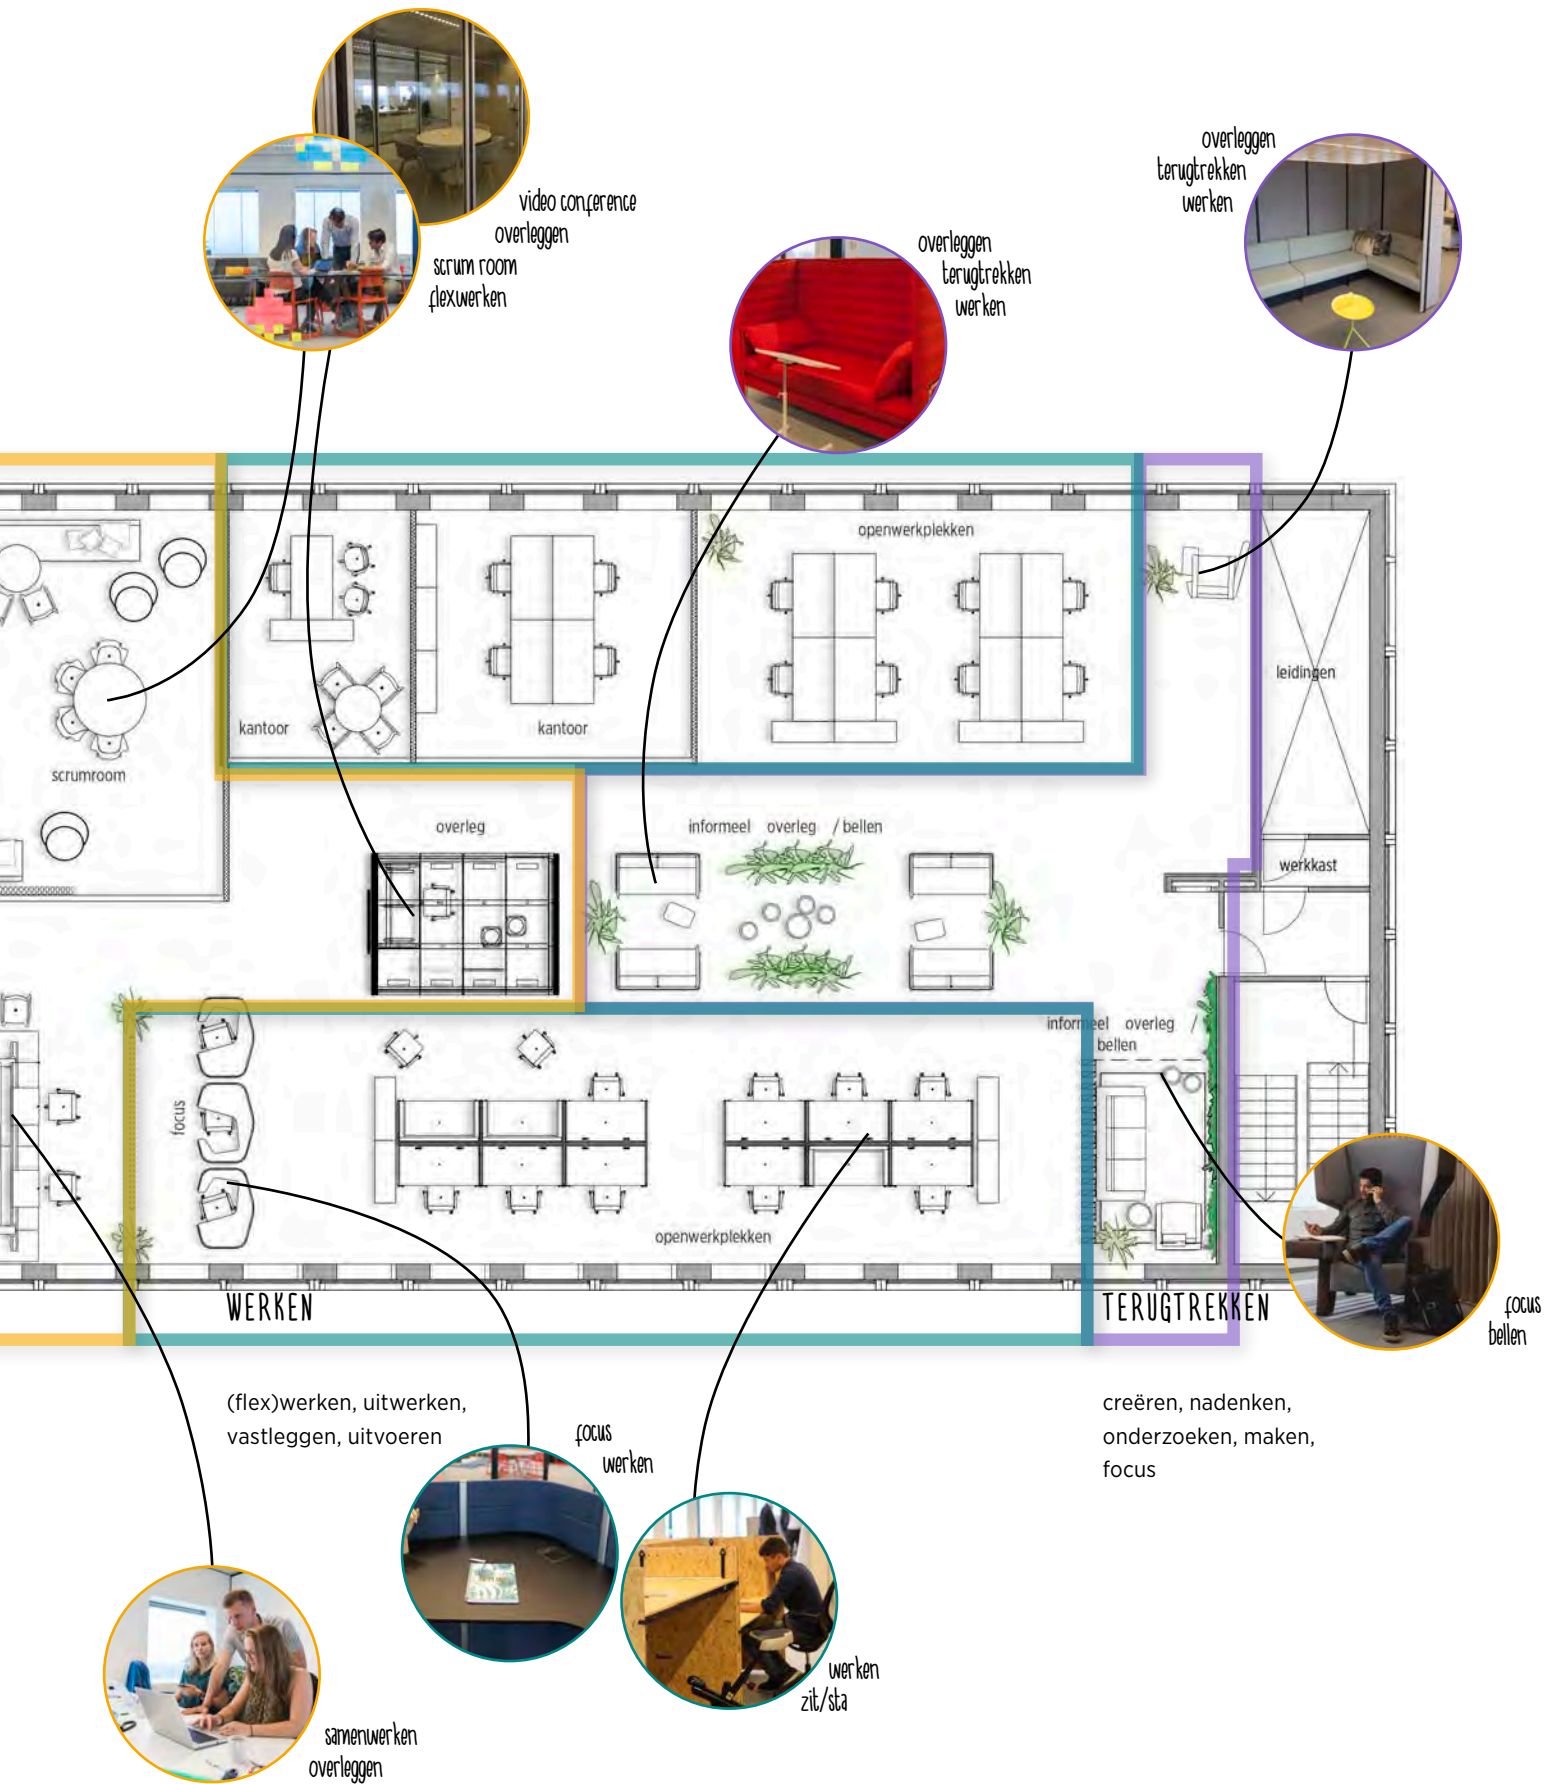 overleggen
terugtrekken
werken
video conference
overleggen
scrum room
flexwerken
overleggen
terugtrekken
werken
openwerkplekken
leidingen
kantoor
kantoor
scrumroom
overleg
informeel overleg / bellen
werkkast
informeel overleg /
bellen
focus
openwerkplekken
WERKEN
TERUGTREKKEN
focus
bellen
(flex)werken, uitwerken,
vastleggen, uitvoeren
creëren, nadenken,
onderzoeken, maken,
focus
focus
werken
werken
zit/sta
samenwerken
overleggen